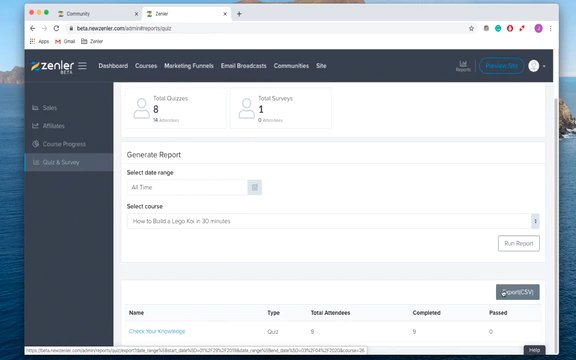 Community
Zenler
beta.newzenler.com/admin#reports/quiz
Apps Gmail Zenler
zenler
BETA
Dashboard Courses Marketing Funnels Email Broadcasts Communities Site
Reports
Preview Site
Sales
Affiliates
Course Progress
Quiz & Survey
Total Quizzes
8
14 Attendees
Total Surveys
1
0 Attendees
Generate Report
Select date range
All Time
Select course
How to Build a Lego Kix in 30 minutes
Run Report
Export(CSV)
Name Type Total Attendees Completed Passed
Check Your Knowledge Quiz 9 9 0
Help